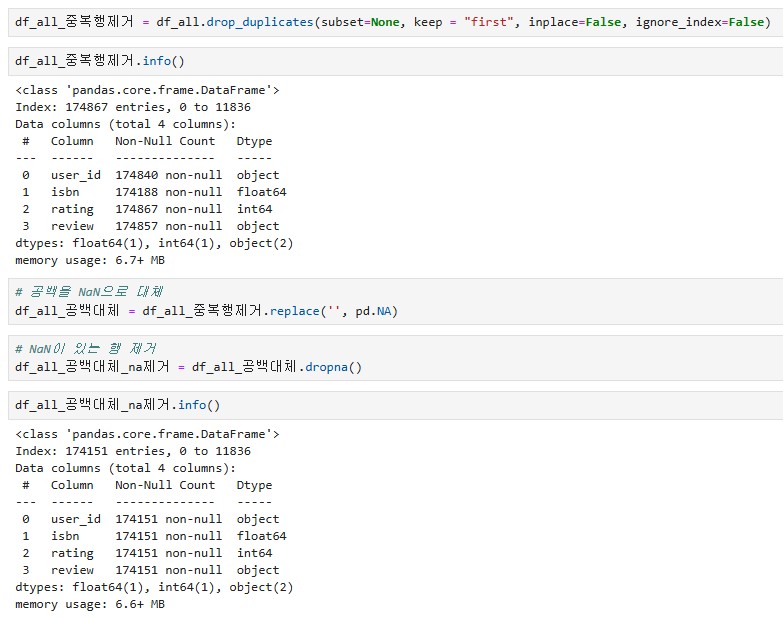 df_all_중복행제거 = df_all.drop_duplicates(subset=None, keep = "first", inplace=False, ignore_index=False)
df_all_중복행제거.info()
<class 'pandas.core.frame.DataFrame'>
Index: 174867 entries, 0 to 11836
Data columns (total 4 columns):
 #   Column   Non-Null Count   Dtype
---  ------   --------------   -----
 0   user_id  174840 non-null  object
 1   isbn     174188 non-null  float64
 2   rating   174867 non-null  int64
 3   review   174857 non-null  object
dtypes: float64(1), int64(1), object(2)
memory usage: 6.7+ MB
# 공백을 NaN으로 대체
df_all_공백대체 = df_all_중복행제거.replace('', pd.NA)
# NaN이 있는 행 제거
df_all_공백대체_na제거 = df_all_공백대체.dropna()
df_all_공백대체_na제거.info()
<class 'pandas.core.frame.DataFrame'>
Index: 174151 entries, 0 to 11836
Data columns (total 4 columns):
 #   Column   Non-Null Count   Dtype
---  ------   --------------   -----
 0   user_id  174151 non-null  object
 1   isbn     174151 non-null  float64
 2   rating   174151 non-null  int64
 3   review   174151 non-null  object
dtypes: float64(1), int64(1), object(2)
memory usage: 6.6+ MB